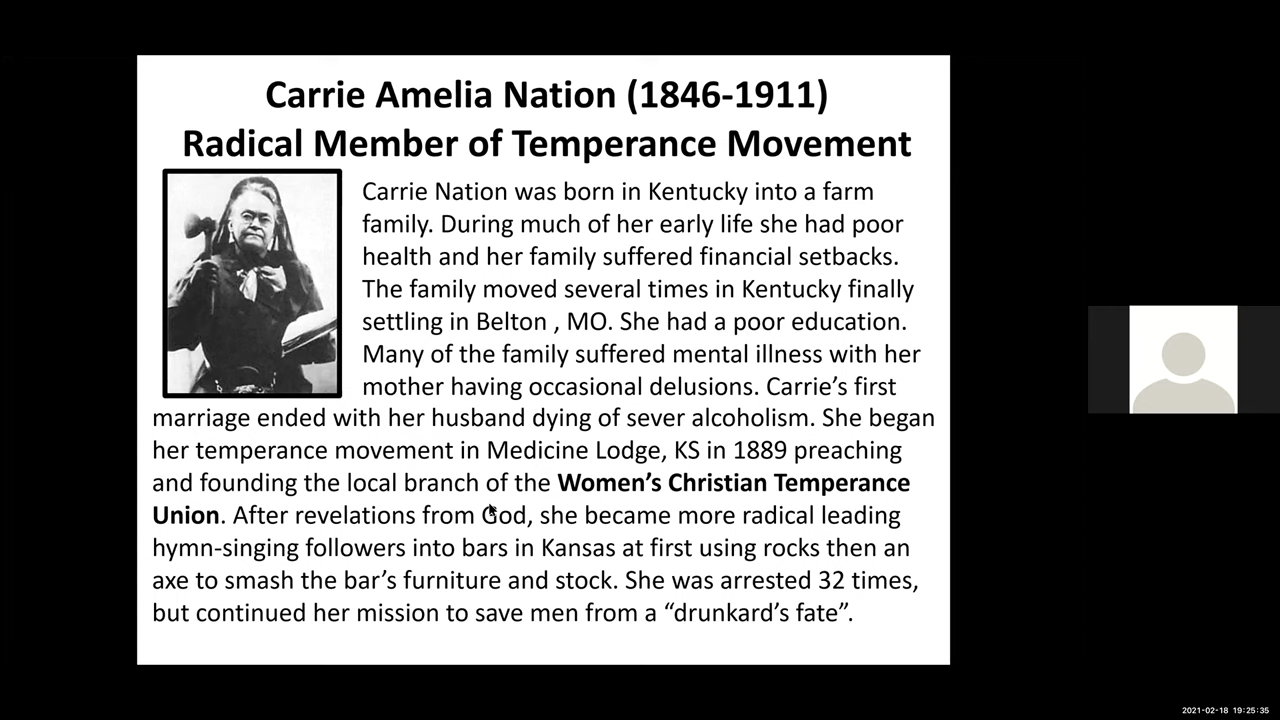 Carrie Amelia Nation (1846-1911)
Radical Member of Temperance Movement
Carrie Nation was born in Kentucky into a farm
family. During much of her early life she had poor
health and her family suffered financial setbacks.
The family moved several times in Kentucky finally
settling in Belton , MO. She had a poor education.
Many of the family suffered mental illness with her
mother having occasional delusions. Carrie’s first
marriage ended with her husband dying of sever alcoholism. She began
her temperance movement in Medicine Lodge, KS in 1889 preaching
and founding the local branch of the Women’s Christian Temperance
Union. After revelations from God, she became more radical leading
hymn-singing followers into bars in Kansas at first using rocks then an
axe to smash the bar’s furniture and stock. She was arrested 32 times,
but continued her mission to save men from a “drunkard’s fate”.
2021-02-18 19:25:35